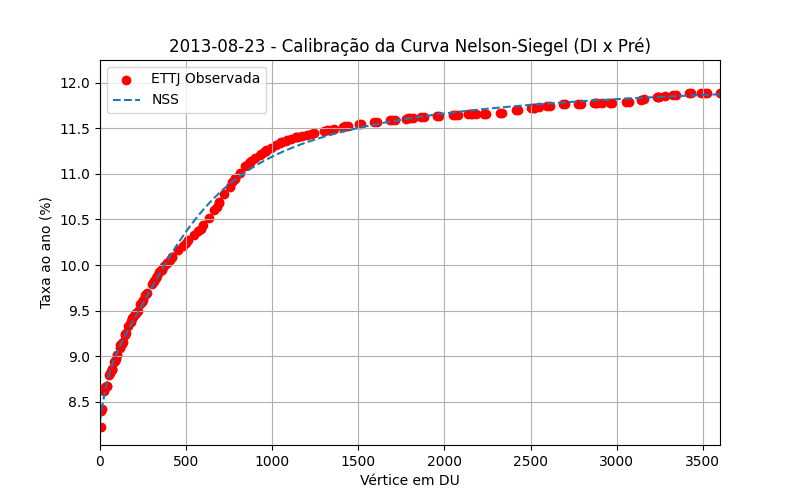 2013-08-23 - Calibração da Curva Nelson-Siegel (DI x Pré)
ETTJ Observada
NSS
Taxa ao ano (%)
12.0
11.5
11.0
10.5
10.0
9.5
9.0
8.5
0 500 1000 1500 2000 2500 3000 3500
Vértice em DU